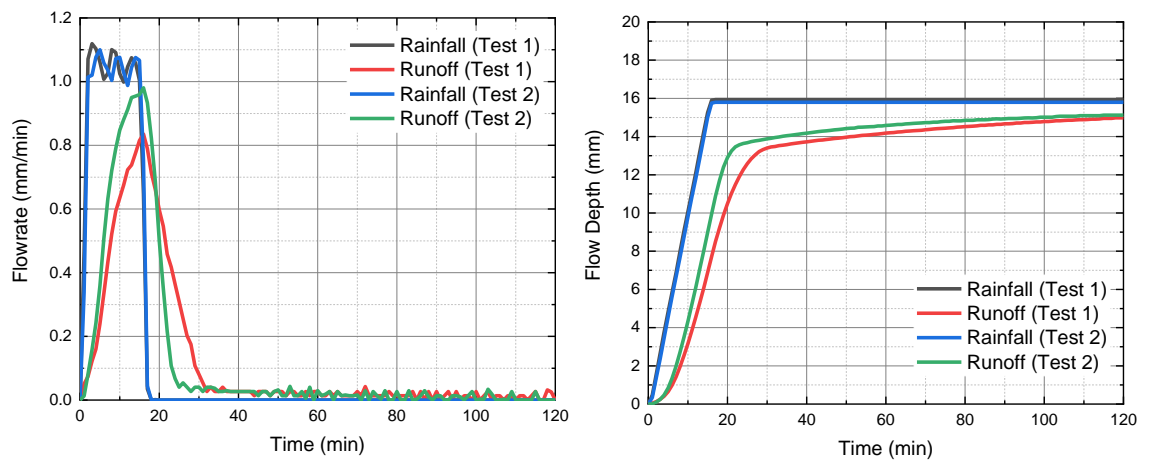 1.2
1.0
0.8
0.6
0.4
0.2
0.0
0 20 40 60 80 100 120
Flowrate (mm/min)
Time (min)
Rainfall (Test 1)
Runoff (Test 1)
Rainfall (Test 2)
Runoff (Test 2)
20
18
16
14
12
10
8
6
4
2
0
0 20 40 60 80 100 120
Flow Depth (mm)
Time (min)
Rainfall (Test 1)
Runoff (Test 1)
Rainfall (Test 2)
Runoff (Test 2)